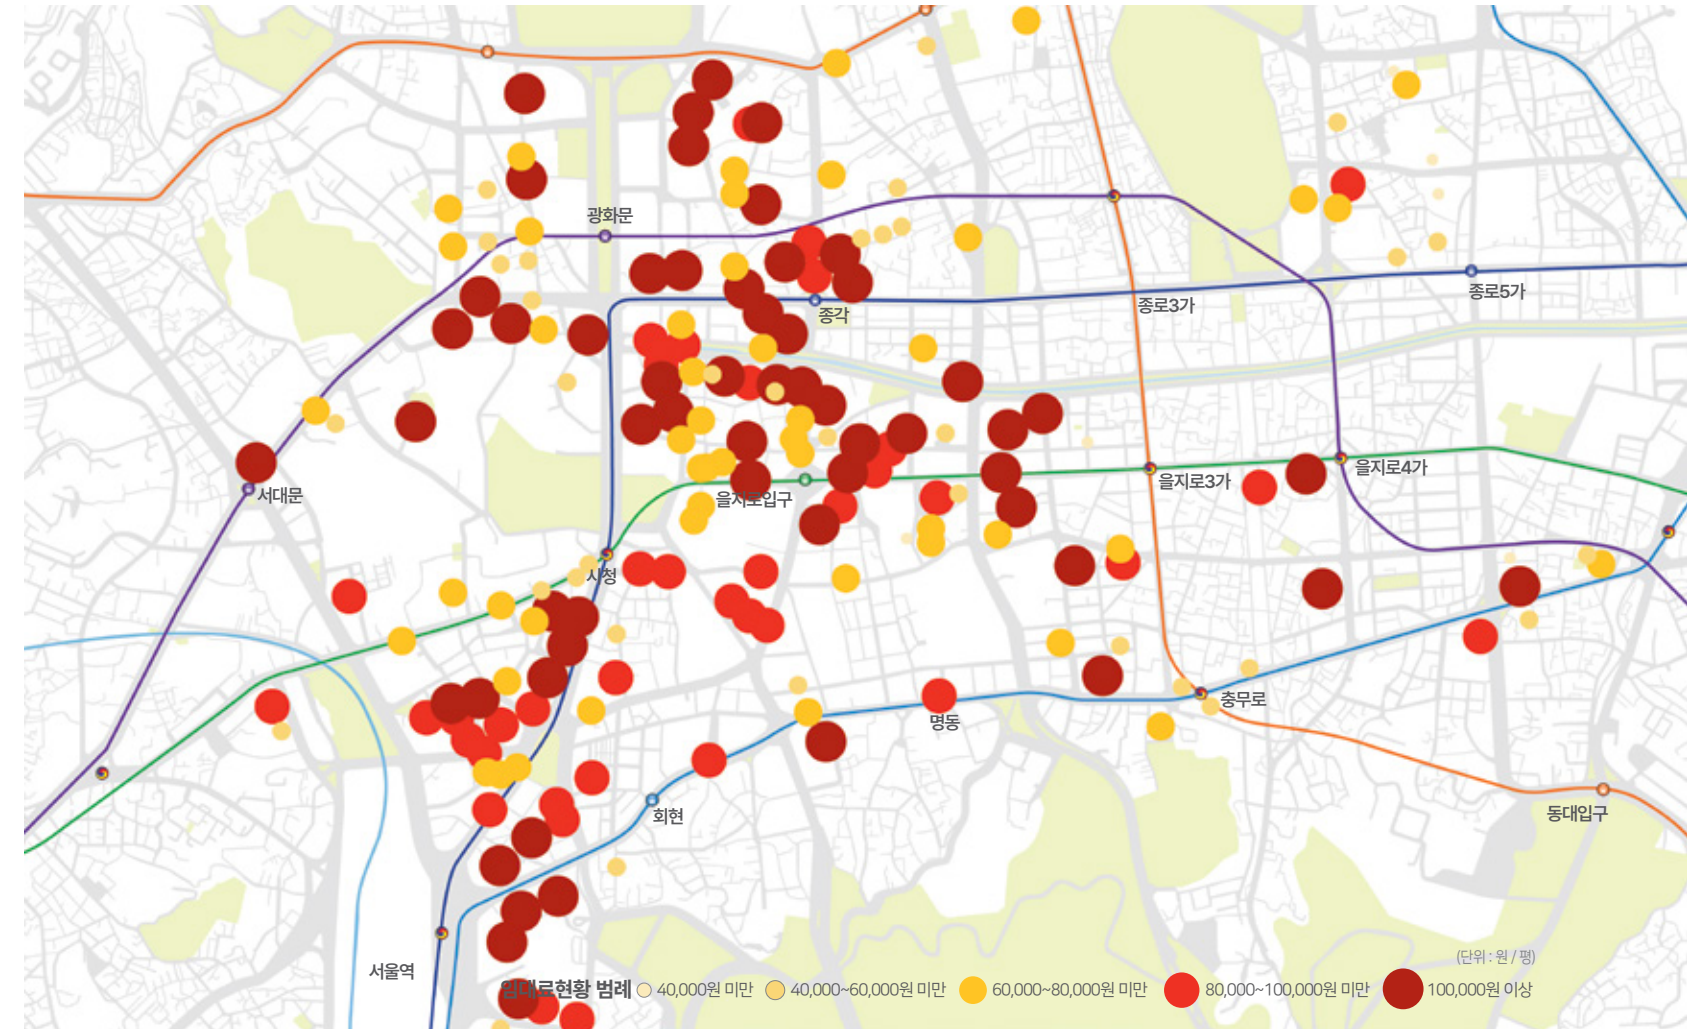 광화문
종각
종로3가
종로5가
서대문
을지로입구
을지로3가
을지로4가
시청
충무로
명동
회현
동대입구
서울역
(단위 : 원 / 평)
임대료현황 범례 40,000원 미만 40,000~60,000원 미만 60,000~80,000원 미만 80,000~100,000원 미만 100,000원 이상